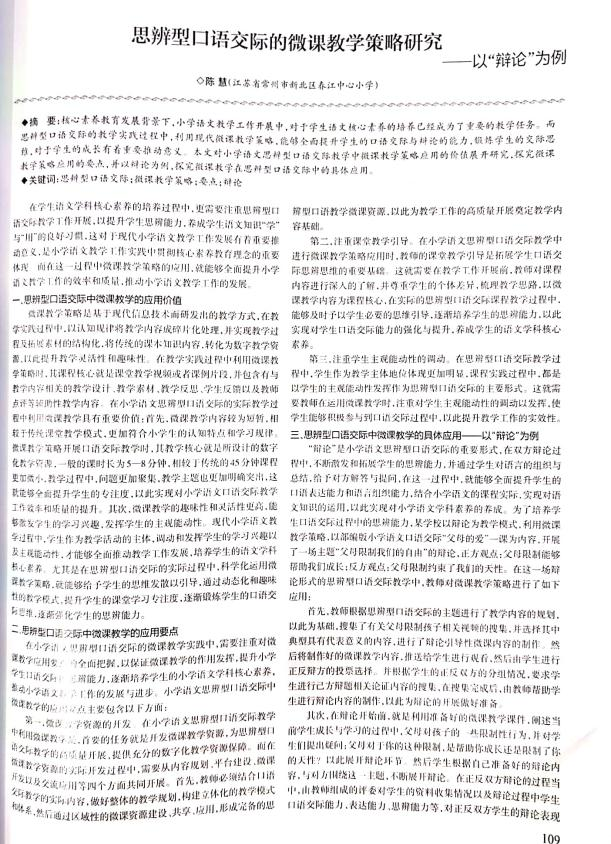 思辨型口语交际的微课教学策略研究
——以“辩论”为例
◇陈 慧(江苏省常州市新北区春江中心小学)
◆摘 要:核心素养教育发展背景下,小学语文教学工作开展中,对于学生语文核心素养的培养已经成为了重要的教学任务。而
思辨型口语交际的教学实践过程中,利用现代微课教学策略,能够全面提升学生的口语交际与辩论的能力,锻炼学生的交际思
维,对于学生的成长有着重要推动意义。本文对小学语文思辨型口语交际教学中微课教学策略应用的价值展开研究,探究微课
教学策略应用的要点,并以辩论为例,探究微课教学在思辨型口语交际中的具体应用。
◆关键词:思辨型口语交际;微课教学策略;要点;辩论
在学生语文学科核心素养的培养过程中,更需要注重思辨型口
语交际教学工作开展,以提升学生思辨能力,养成学生语文知识“学”
与“用”的良好习惯,这对于现代小学语文教学工作发展有着重要推
动意义,是小学语文教学工作实践中贯彻核心素养教育理念的重要
体现。而在这一过程中微课教学策略的应用,就能够全面提升小学
语文教学工作的效率和质量,推动小学语文教学工作的发展。
一、思辨型口语交际中微课教学的应用价值
微课教学策略是基于现代信息技术而研发出的教学方式,在教
学实践过程中,以认知规律将教学内容成碎片化处理,并实现教学过
程及拓展素材的结构化,将传统的课本知识内容,转化为数字教学资
源,以此提升教学灵活性和趣味性。在教学实践过程中利用微课教
学策略时,其课程核心就是课堂教学视频或者课例片段,并包含有与
教学内容相关的教学设计、教学素材、教学反思、学生反馈以及教师
点评等辅助性教学内容。在小学语文思辨型口语交际的实际教学过
程中利用微课教学具有重要价值:首先,微课教学内容较为短暂,相
较于传统课堂教学模式,更加符合小学生的认知特点和学习规律。
微课教学策略开展口语交际教学时,其教学核心就是所设计的数字
化教学资源,一般的课时长为5—8分钟,相较于传统的45分钟课程
更加微小,教学过程中,问题更加聚集,教学主题也更加明确突出,这
就能够全面提升学生的专注度,以此实现对小学语文口语交际教学
工作效率和质量的提升。其次,微课教学的趣味性和灵活性更高,能
够激发学生的学习兴趣,发挥学生的主观能动性。现代小学语文教
学过程中,学生作为教学活动的主体,调动和发挥学生的学习兴趣以
及主观能动性,才能够全面推动教学工作发展,培养学生的语文学科
核心素养。尤其是在思辨型口语交际的实际过程中,科学化运用微
课教学策略,就能够给予学生的思维发散以引导,通过动态化和趣味
性的教学模式,提升学生的课堂学习专注度,逐渐锻炼学生的口语交
际思维,逐渐强化学生的思辨能力。
二、思辨型口语交际中微课教学的应用要点
在小学语文思辨型口语交际的微课教学实践中,需要注重对微
课教学应用要点的全面把握,以保证微课教学的作用发挥,提升小学
学生口语交际思辨能力,逐渐培养学生的小学语文学科核心素养,
推动小学语文教学工作的发展与进步。小学语文思辨型口语交际中
微课教学的应用要点主要包含以下方面:
第一,微课教学资源的开发。在小学语文思辨型口语交际教学
中利用微课教学策略,首要的任务就是开发微课教学资源,为思辨型口
语交际教学的高质量开展,提供充分的数字化教学资源保障。而在
微课教学资源的实际开发过程中,需要从内容规划、平台建设、微课
开发以及交流应用等四个方面共同开展。首先,教师必须结合口语
交际教学的实际内容,做好整体的教学规划,构建立体化的教学模式
和体系,然后通过区域性的微课资源建设、共享、应用,形成完备的思
辨型口语教学微课资源,以此为教学工作的高质量开展奠定教学内
容基础。
第二,注重课堂教学引导。在小学语文思辨型口语交际教学中
进行微课教学策略应用时,教师的课堂教学引导是拓展学生口语交
际思辨思维的重要基础。这就需要在教学工作开展前,教师对课程
内容进行深入的了解,并尊重学生的个体差异,梳理教学思路,以微
课教学内容为课程核心,在实际的思辨型口语交际课程教学过程中,
能够及时予以学生必要的思维引导,逐渐培养学生的思辨能力,以此
实现对学生口语交际能力的强化与提升,养成学生的语文学科核心
素养。
第三,注重学生主观能动性的调动。在思辨型口语交际教学过
程中,学生作为教学主体地位体现更加明显,课程实践过程中,都是
以学生的主观能动性发挥作为思辨型口语交际的主要形式。这就需
要教师在运用微课教学时,注重对学生主观能动性的调动以发挥,使
学生能够积极参与到口语交际过程中,以此提升教学工作的实效性。
三、思辨型口语交际中微课教学的具体应用——以“辩论”为例
“辩论”是小学语文思辨型口语交际的重要形式,在双方辩论过
程中,不断激发和拓展学生的思辨能力,并通过学生对语言的组织与
总结,给予对方解答与提问,在这一过程中,就能够全面提升学生的
口语表达能力和语言组织能力,结合小学语文的课程实际,实现对语
文知识的运用,以此实现对小学语文学科素养的养成。为了培养学
生口语交际过程中的思辨能力,某学校以辩论为教学模式,利用微课
教学策略,以部编版小学语文口语交际“父母的爱”一课为内容,开展
了一场主题“父母限制我们的自由”的辩论,正方观点:父母限制能够
帮助我们成长;反方观点:父母限制约束了我们的天性。在这一场辩
论形式的思辨型口语交际教学中,教师对微课教学策略进行了如下
应用:
首先,教师根据思辨型口语交际的主题进行了教学内容的规划,
以此为基础,搜集了有关父母限制孩子相关视频的搜集,并选择其中
典型具有代表意义的内容,进行了辩论引导性微课内容的制作。然
后将制作好的微课教学内容,推送给学生进行观看,然后由学生进行
正反辩方的投票选择。并根据学生的正反双方的分组情况,要求学
生进行己方辩题相关论证内容的搜集,在搜集完成后,由教师帮助学
生进行辩论内容的制作,以此为辩论的开展做好准备。
其次,在辩论开始前,就是利用准备好的微课教学课件,阐述当
前学生成长与学习的过程中,父母对孩子的一些限制性行为,并对学
生们提出疑问:父母对于你的这种限制,是帮助你成长还是限制了你
的天性?以此展开辩论环节。然后学生根据自己准备好的辩论内
容,与对方围绕这一主题,不断展开辩论。在正反双方辩论的过程当
中,由教师组成的评委对学生的资料收集情况以及辩论过程中学生
口语交际能力、表达能力、思辨能力等,对正反双方学生的辩论表现
109